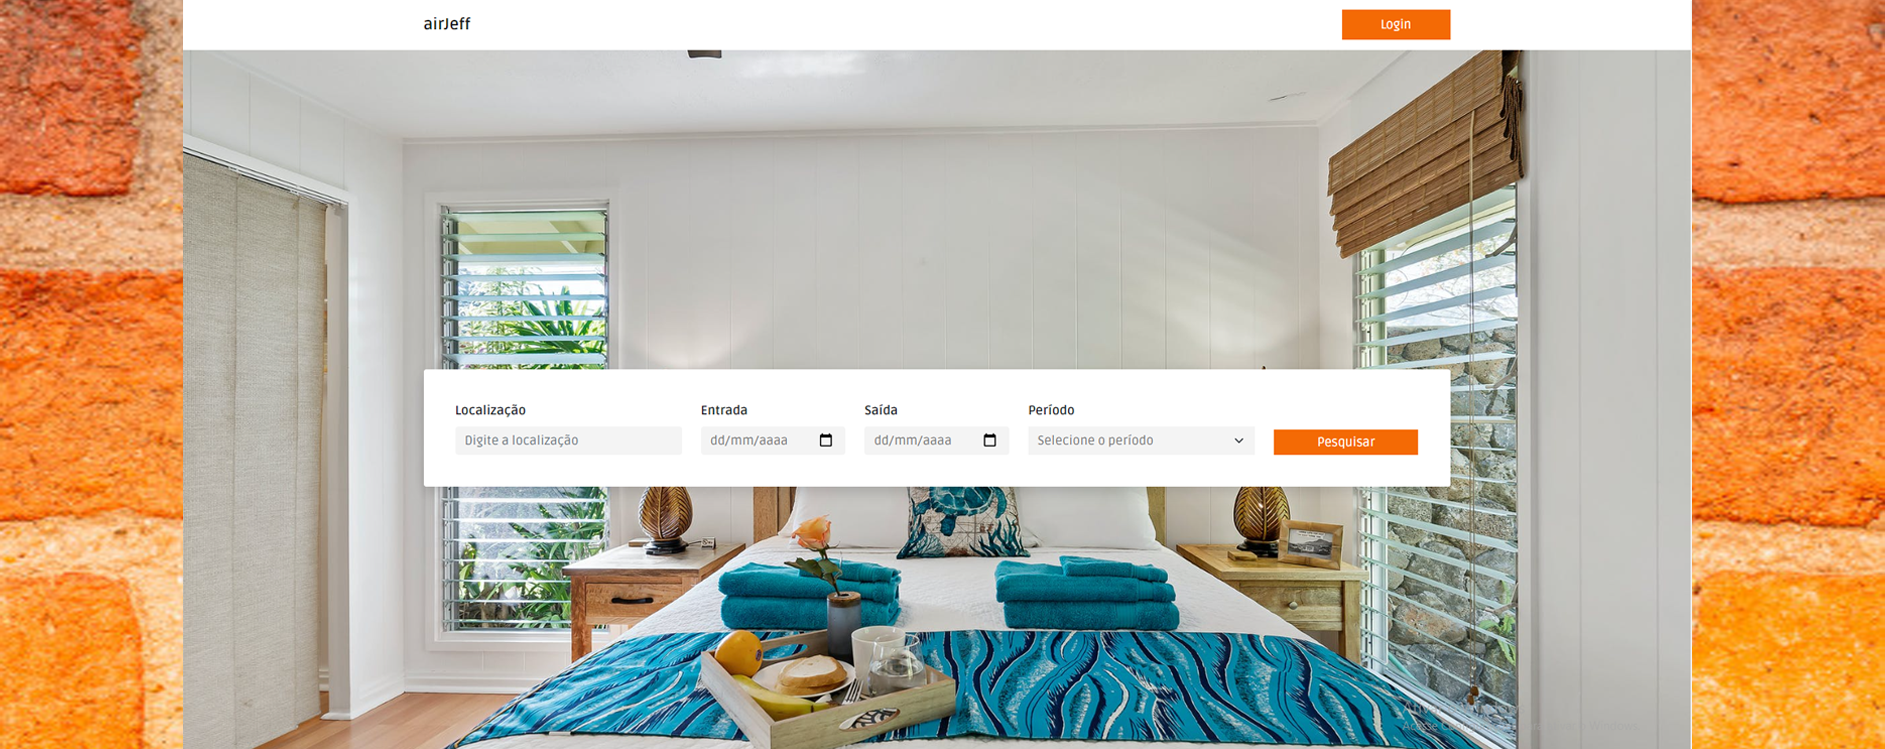 airJeff
Login
Localização
Entrada
Saída
Período
Digite a localização
dd/mm/aaaa
dd/mm/aaaa
Selecione o período
Pesquisar